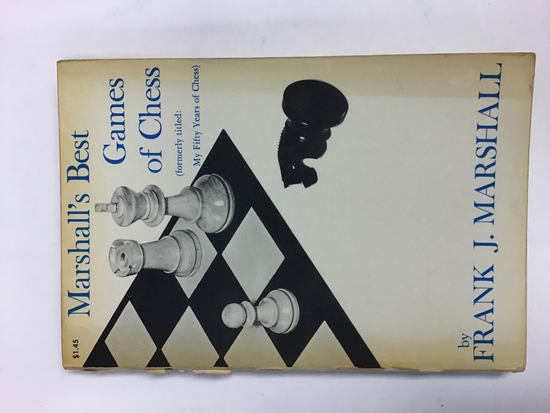 Marshall's Best
Games
of Chess
(formerly titled:
My Fifty Years of Chess)
by
FRANK J. MARSHALL
$1.45